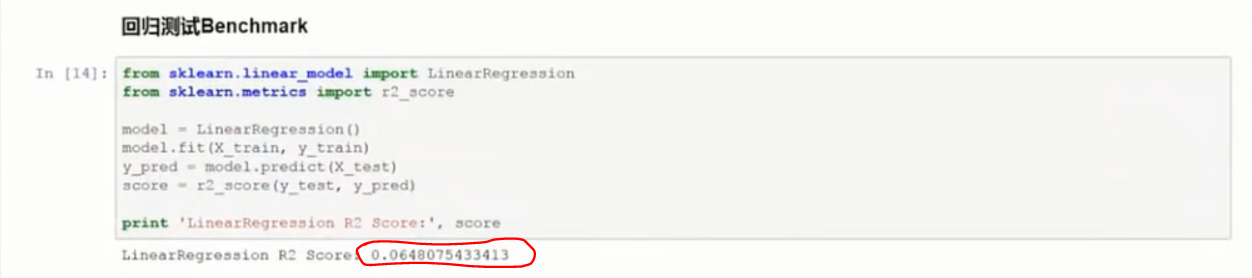 回归测试Benchmark
In [14]:
from sklearn.linear_model import LinearRegression
from sklearn.metrics import r2_score
model = LinearRegression()
model.fit(X_train, y_train)
y_pred = model.predict(X_test)
score = r2_score(y_test, y_pred)
print 'LinearRegression R2 Score:', score
LinearRegression R2 Score: 0.0648075433413